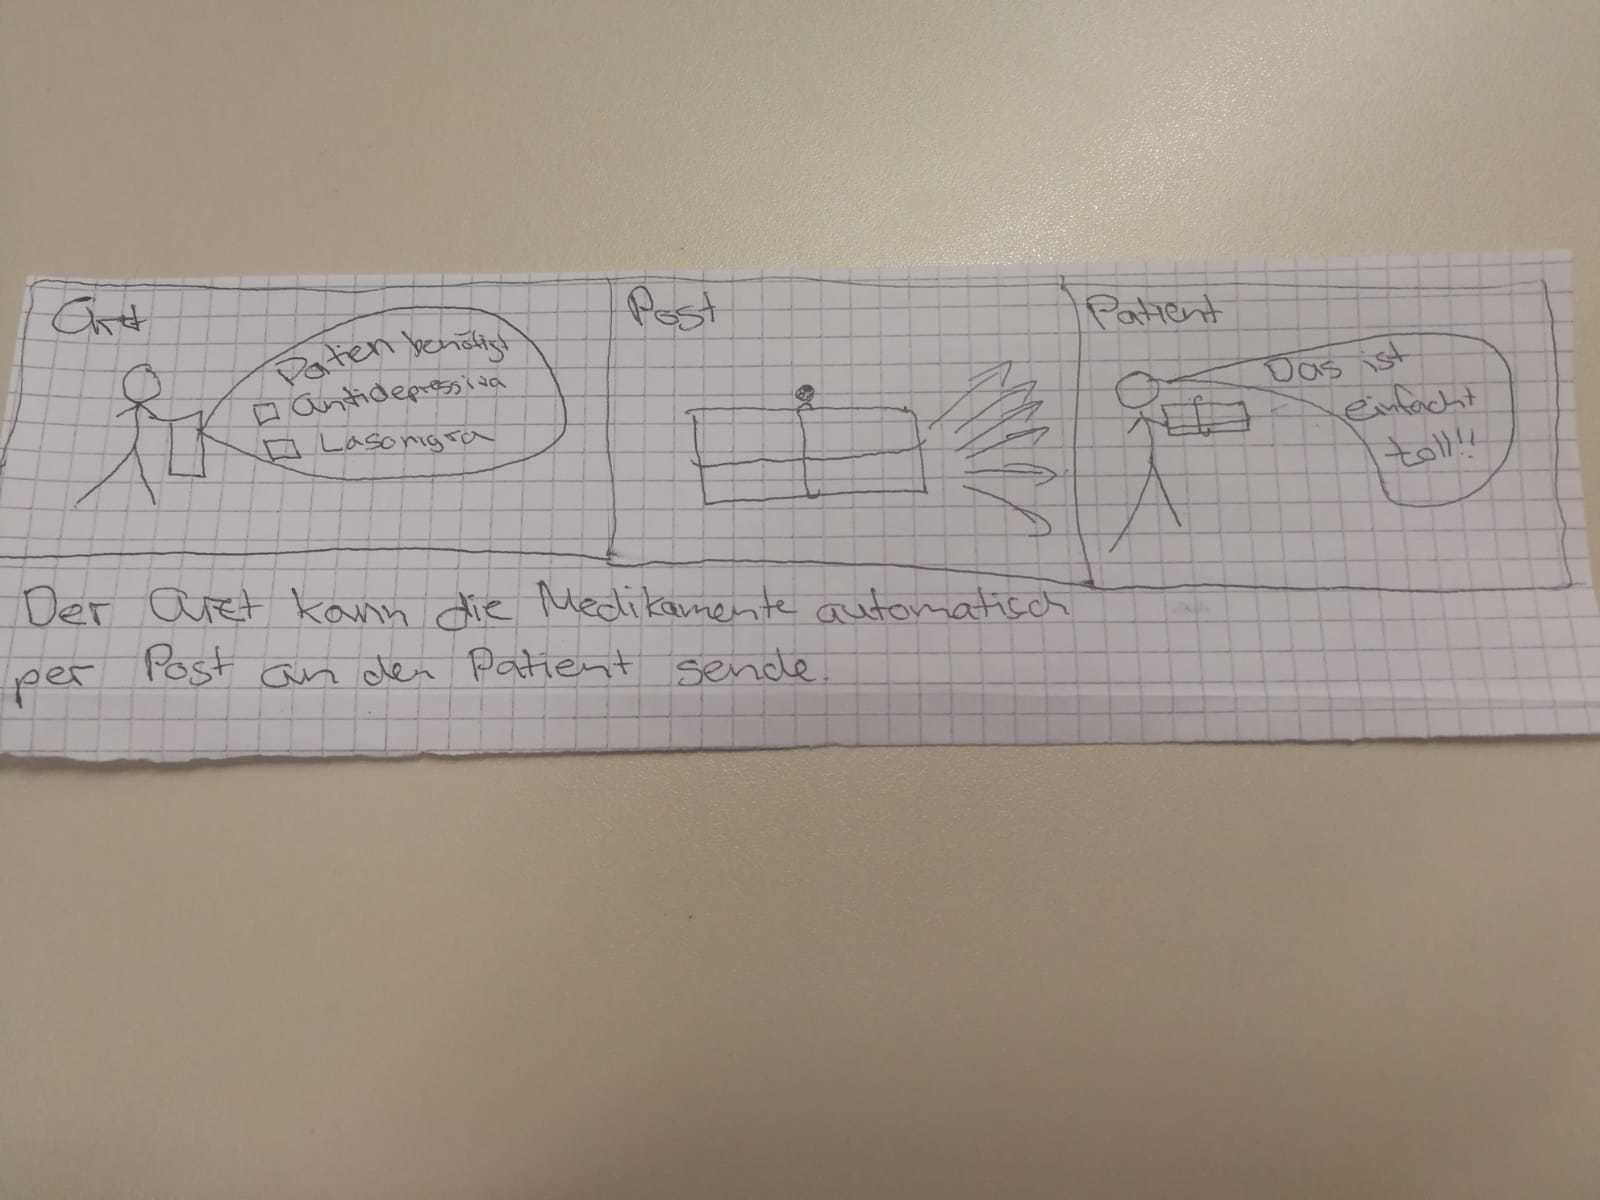 Arzt
Patien benötigt
Antidepressiva
Lasonigra
Post
Patient
Das ist
einfacht
toll!!
Der Arzt kann die Medikamente automatisch
per Post an den Patient sende.